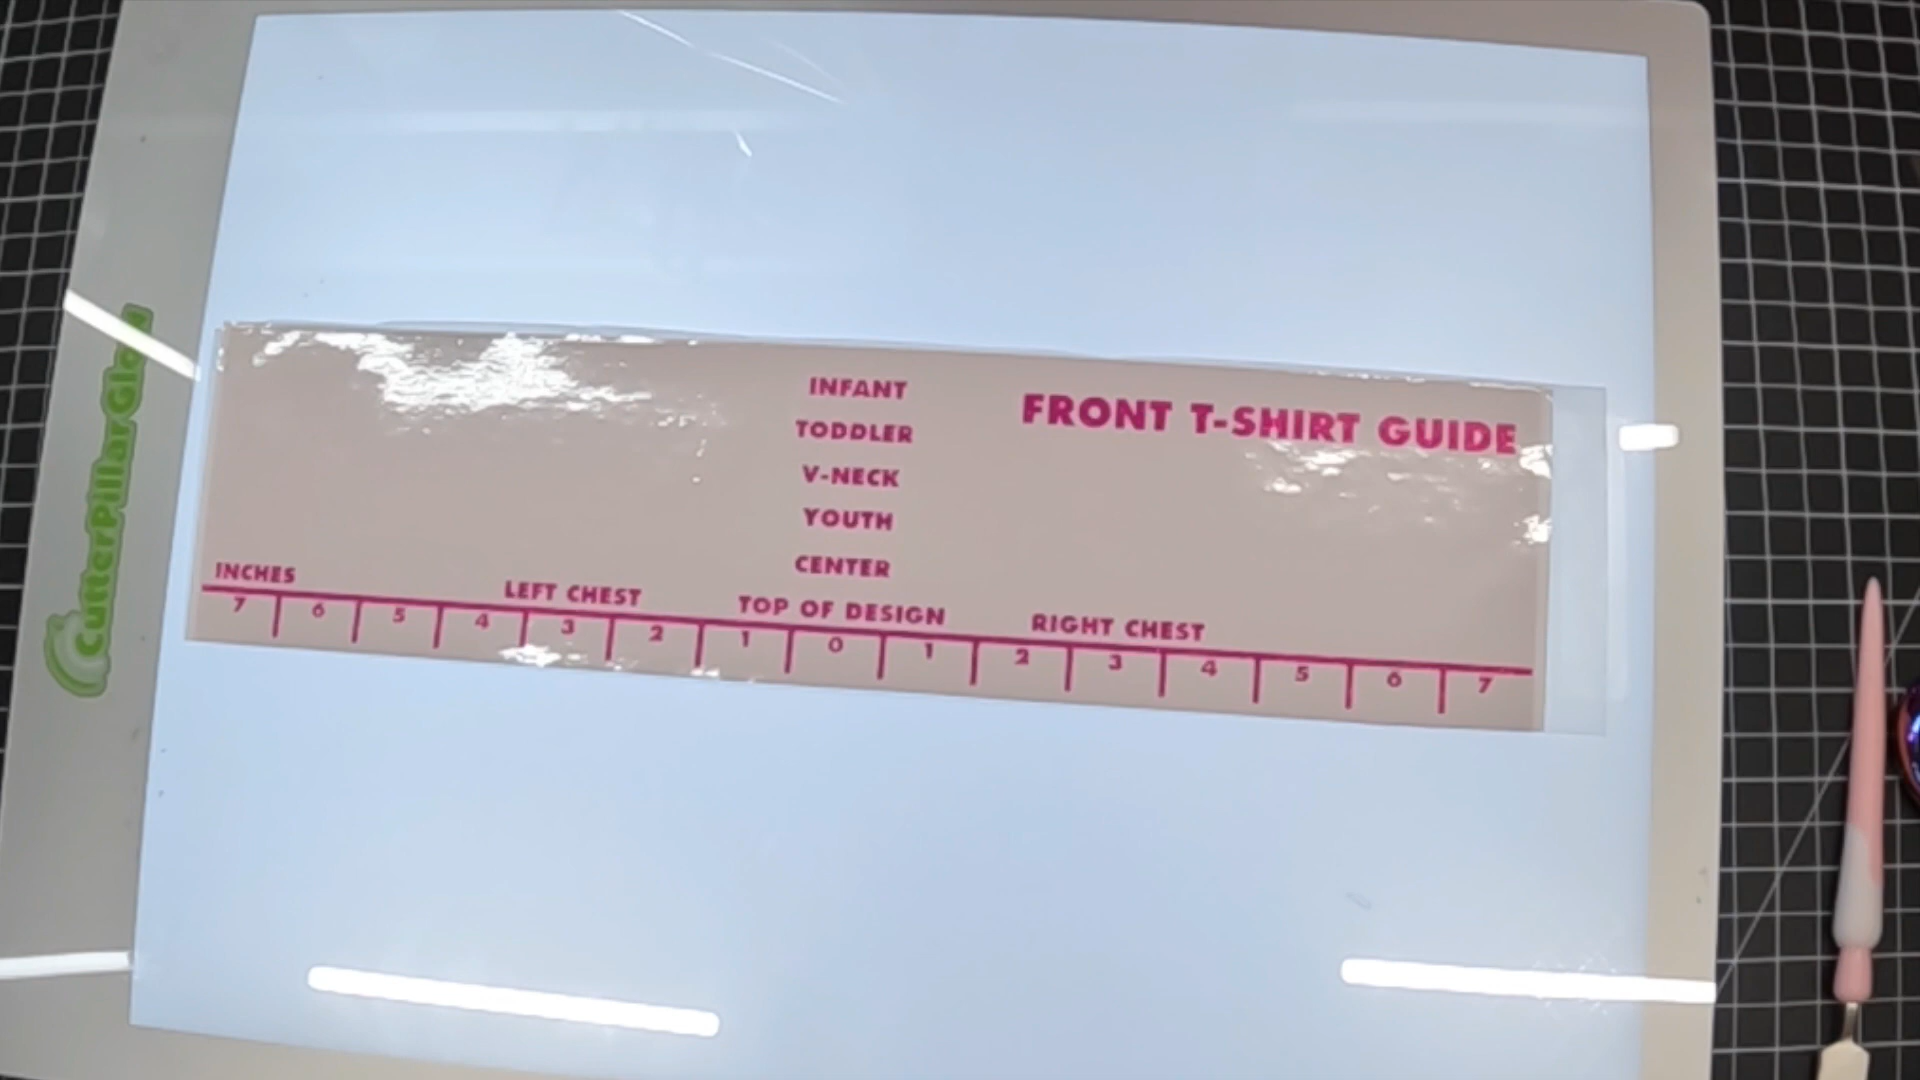 INFANT
FRONT T-SHIRT GUIDE
TODDLER
V-NECK
YOUTH
CENTER
INCHES
LEFT CHEST
TOP OF DESIGN
RIGHT CHEST
7 6 5 4 3 2 1 0 1 2 3 4 5 6 7
CutterPillarGlow